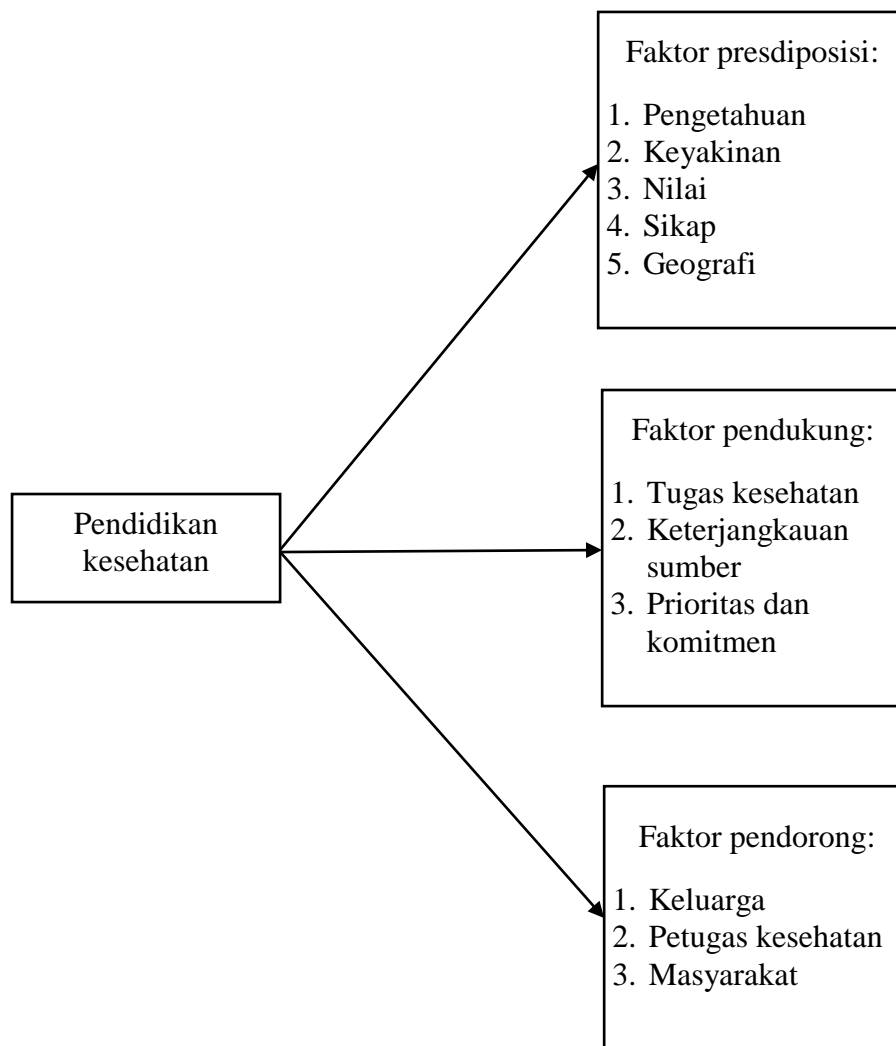 Faktor presdiposisi:
1. Pengetahuan
2. Keyakinan
3. Nilai
4. Sikap
5. Geografi
Faktor pendukung:
1. Tugas kesehatan
2. Keterjangkauan
sumber
3. Prioritas dan
komitmen
Pendidikan
kesehatan
Faktor pendorong:
1. Keluarga
2. Petugas kesehatan
3. Masyarakat